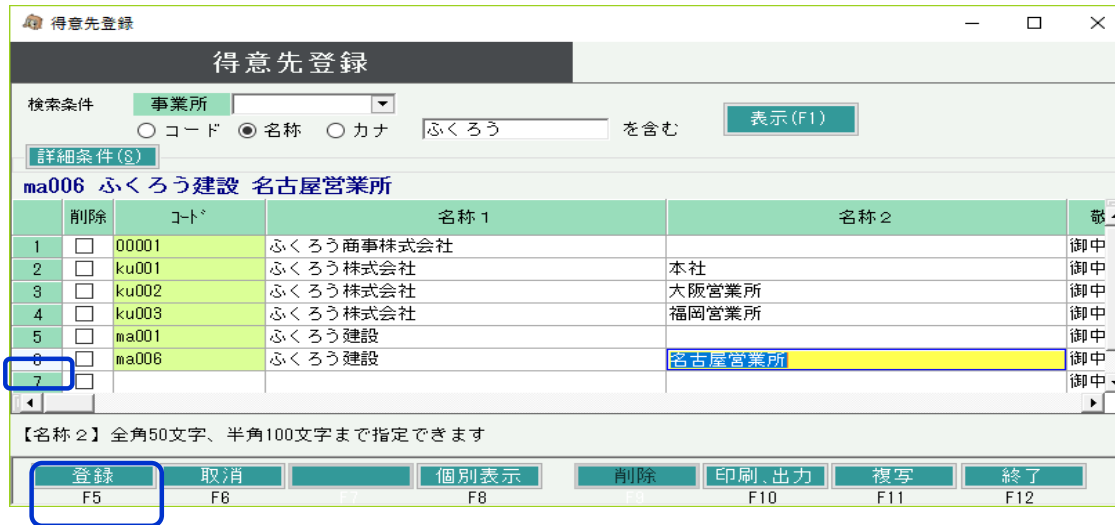 得意先登録
得意先登録
検索条件 事業所
コード 名称 カナ ふくろう を含む 表示(F1)
詳細条件(S)
ma006 ふくろう建設 名古屋営業所
削除 コード 名称1 名称2 敬
1 00001 ふくろう商事株式会社 御中
2 ku001 ふくろう株式会社 本社 御中
3 ku002 ふくろう株式会社 大阪営業所 御中
4 ku003 ふくろう株式会社 福岡営業所 御中
5 ma001 ふくろう建設 御中
6 ma006 ふくろう建設 名古屋営業所 御中
7 御中
【名称2】全角50文字、半角100文字まで指定できます
登録 取消 個別表示 削除 印刷、出力 複写 終了
F5 F6 F7 F8 F9 F10 F11 F12